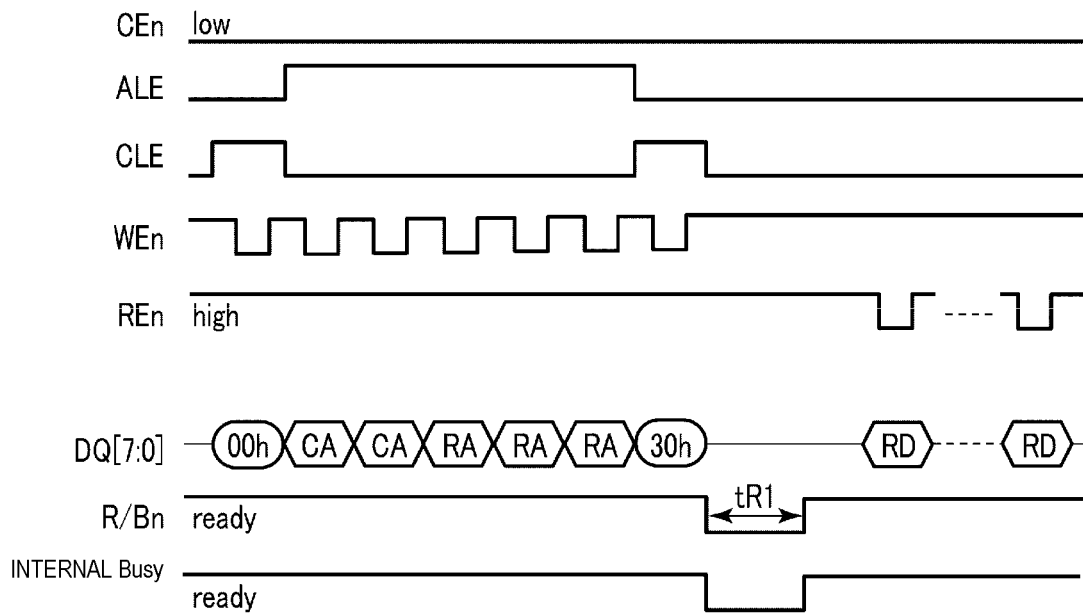 CEn low
ALE
CLE
WEn
REn high
DQ[7:0] 00h CA CA RA RA RA 30h RD RD
tR1
R/Bn ready
INTERNAL Busy ready